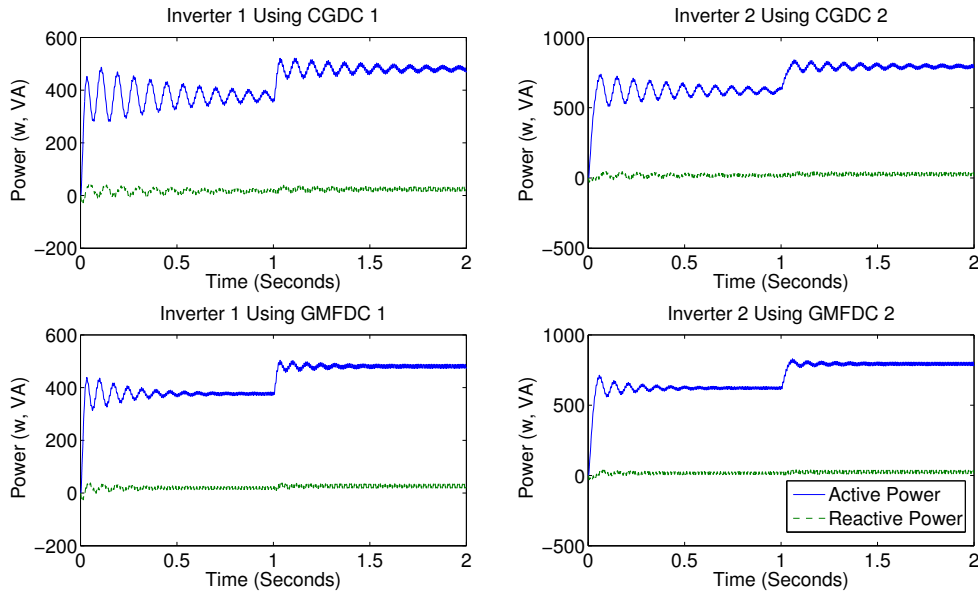 Inverter 1 Using CGDC 1
600
400
200
0
−200
0
0.5
1
1.5
2
Power (w, VA)
Time (Seconds)
Inverter 2 Using CGDC 2
1000
500
0
−500
0
0.5
1
1.5
2
Power (w, VA)
Time (Seconds)
Inverter 1 Using GMFDC 1
600
400
200
0
−200
0
0.5
1
1.5
2
Power (w, VA)
Time (Seconds)
Inverter 2 Using GMFDC 2
1000
500
0
−500
0
0.5
1
1.5
2
Power (w, VA)
Time (Seconds)
Active Power
Reactive Power